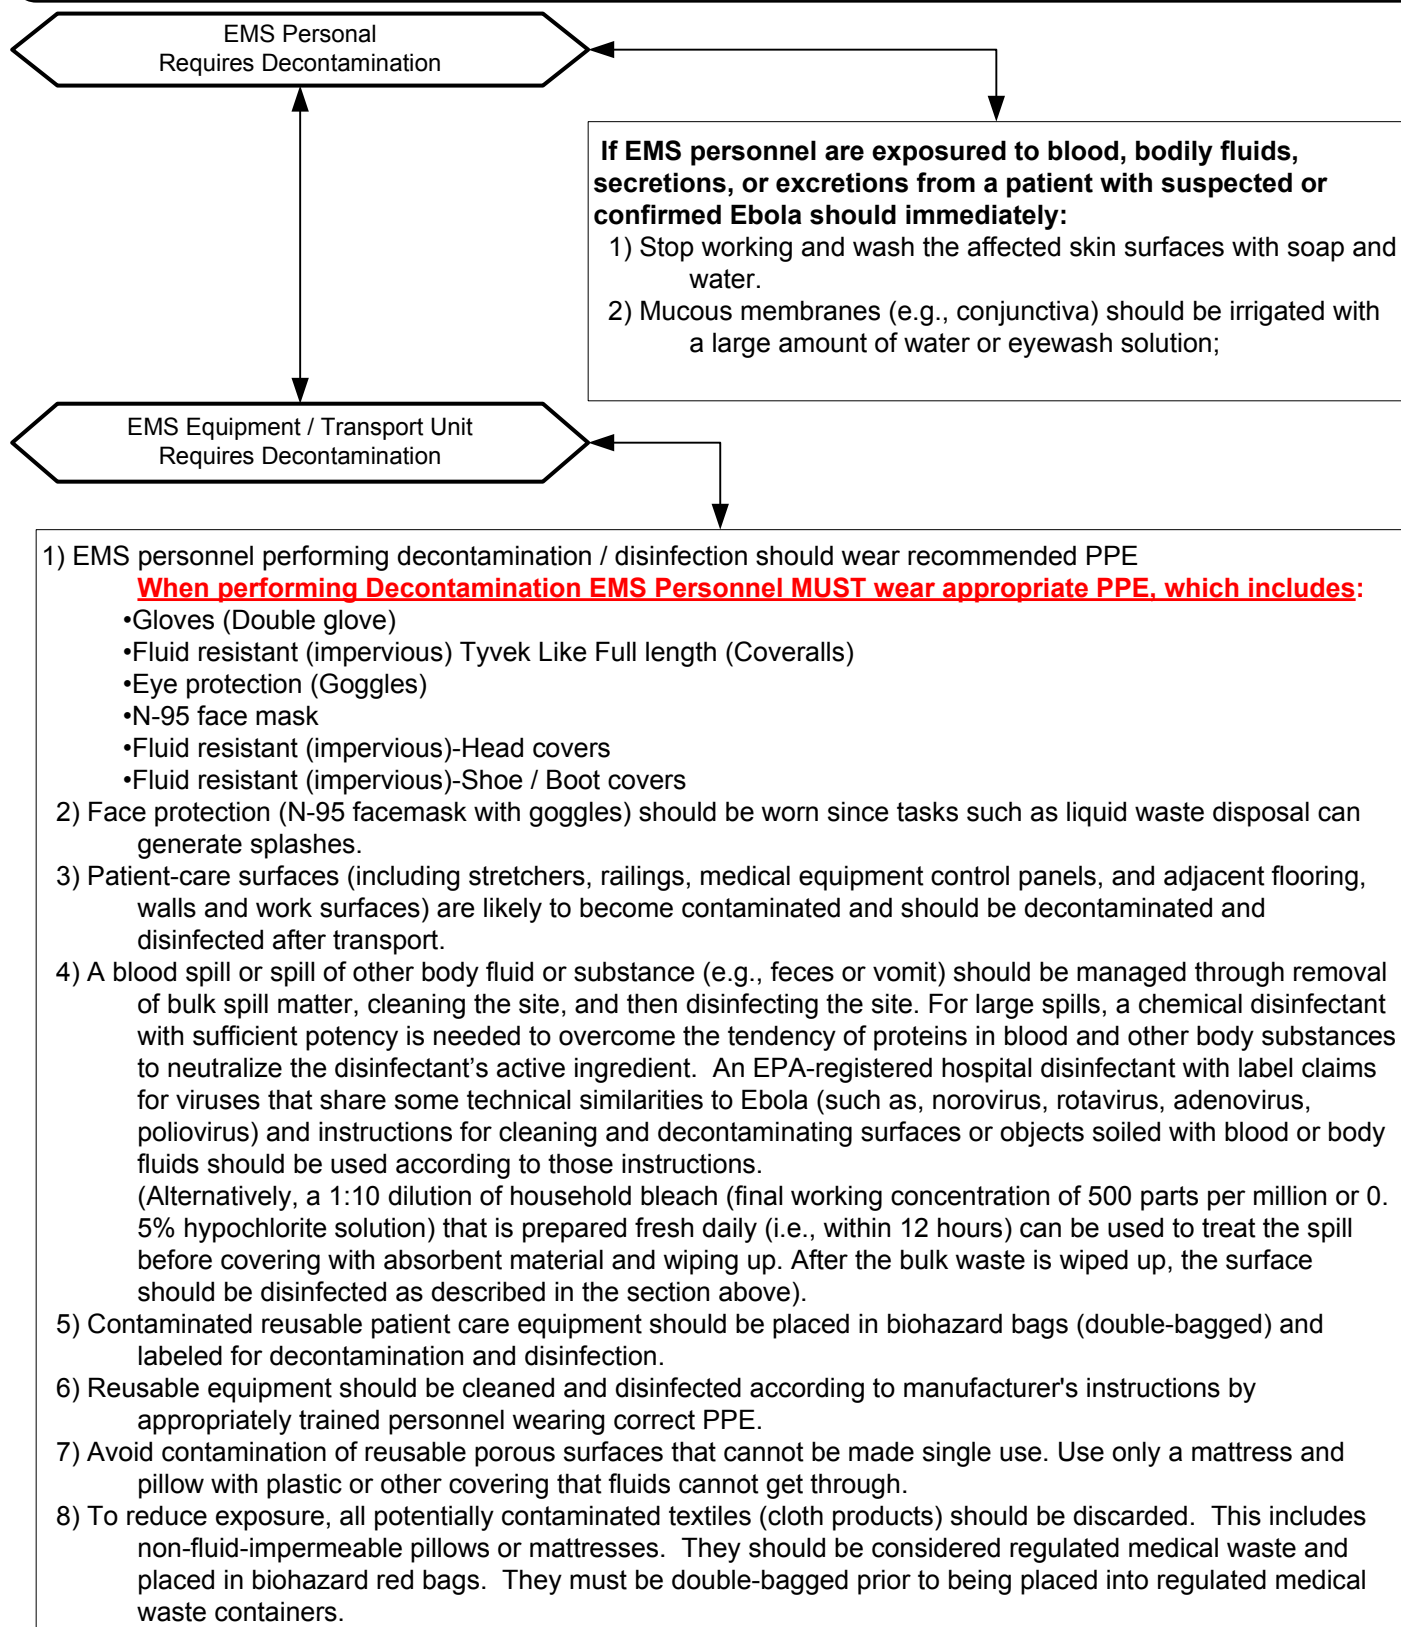 EMS Personal
Requires Decontamination
If EMS personnel are exposured to blood, bodily fluids,
secretions, or excretions from a patient with suspected or
confirmed Ebola should immediately:
1) Stop working and wash the affected skin surfaces with soap and
water.
2) Mucous membranes (e.g., conjunctiva) should be irrigated with
a large amount of water or eyewash solution;
EMS Equipment / Transport Unit
Requires Decontamination
1) EMS personnel performing decontamination / disinfection should wear recommended PPE
When performing Decontamination EMS Personnel MUST wear appropriate PPE, which includes:
•Gloves (Double glove)
•Fluid resistant (impervious) Tyvek Like Full length (Coveralls)
•Eye protection (Goggles)
•N-95 face mask
•Fluid resistant (impervious)-Head covers
•Fluid resistant (impervious)-Shoe / Boot covers
2) Face protection (N-95 facemask with goggles) should be worn since tasks such as liquid waste disposal can
generate splashes.
3) Patient-care surfaces (including stretchers, railings, medical equipment control panels, and adjacent flooring,
walls and work surfaces) are likely to become contaminated and should be decontaminated and
disinfected after transport.
4) A blood spill or spill of other body fluid or substance (e.g., feces or vomit) should be managed through removal
of bulk spill matter, cleaning the site, and then disinfecting the site. For large spills, a chemical disinfectant
with sufficient potency is needed to overcome the tendency of proteins in blood and other body substances
to neutralize the disinfectant's active ingredient.  An EPA-registered hospital disinfectant with label claims
for viruses that share some technical similarities to Ebola (such as, norovirus, rotavirus, adenovirus,
poliovirus) and instructions for cleaning and decontaminating surfaces or objects soiled with blood or body
fluids should be used according to those instructions.
(Alternatively, a 1:10 dilution of household bleach (final working concentration of 500 parts per million or 0.
5% hypochlorite solution) that is prepared fresh daily (i.e., within 12 hours) can be used to treat the spill
before covering with absorbent material and wiping up. After the bulk waste is wiped up, the surface
should be disinfected as described in the section above).
5) Contaminated reusable patient care equipment should be placed in biohazard bags (double-bagged) and
labeled for decontamination and disinfection.
6) Reusable equipment should be cleaned and disinfected according to manufacturer's instructions by
appropriately trained personnel wearing correct PPE.
7) Avoid contamination of reusable porous surfaces that cannot be made single use. Use only a mattress and
pillow with plastic or other covering that fluids cannot get through.
8) To reduce exposure, all potentially contaminated textiles (cloth products) should be discarded.  This includes
non-fluid-impermeable pillows or mattresses.  They should be considered regulated medical waste and
placed in biohazard red bags.  They must be double-bagged prior to being placed into regulated medical
waste containers.